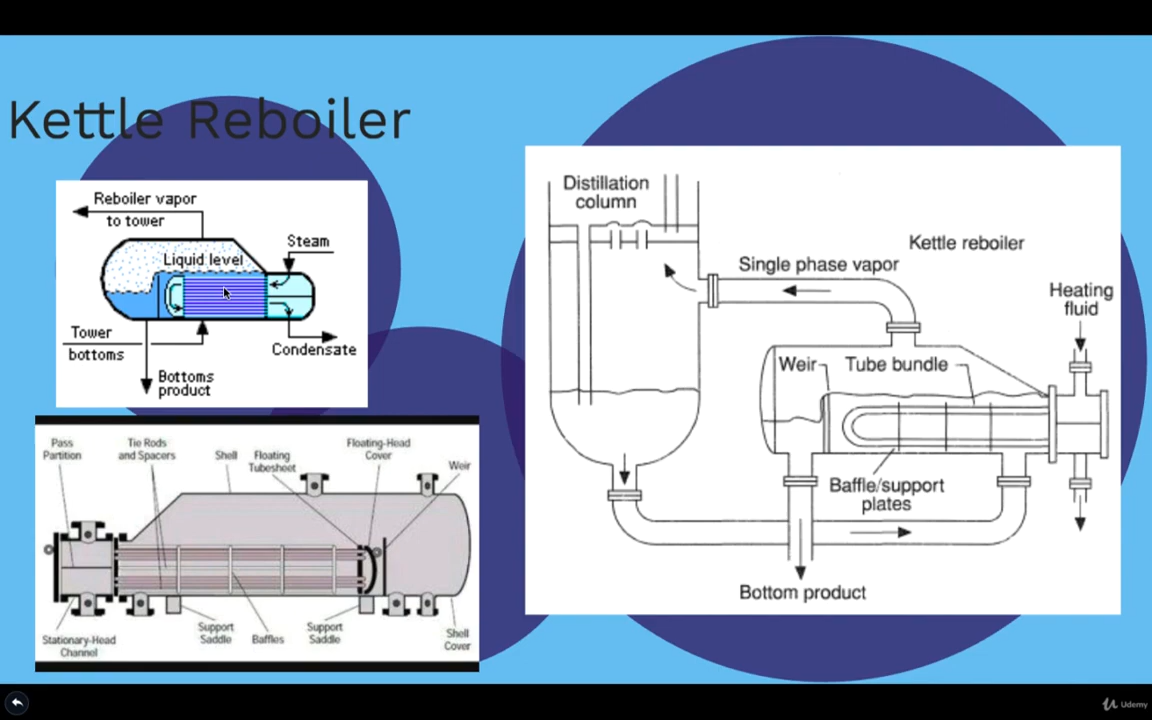 Kettle Reboiler
Reboiler vapor
to tower
Steam
Liquid level
Tower
bottoms
Condensate
Bottoms
product
Pass
Partition
Tie Rods
and Spacers
Shell
Floating
Tubesheet
Floating-Head
Cover
Weir
Stationary-Head
Channel
Support
Saddle
Baffles
Support
Saddle
Shell
Cover
Distillation
column
Kettle reboiler
Single phase vapor
Heating
fluid
Weir
Tube bundle
Baffle/support
plates
Bottom product
Udemy